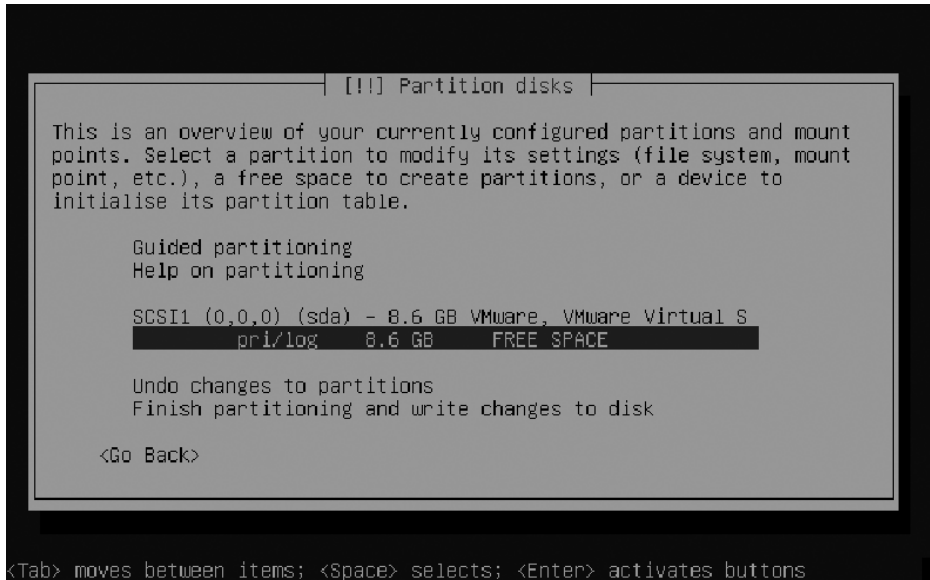 [!!] Partition disks
This is an overview of your currently configured partitions and mount
points. Select a partition to modify its settings (file system, mount
point, etc.), a free space to create partitions, or a device to
initialise its partition table.
Guided partitioning
Help on partitioning
SCSI1 (0,0,0) (sda) - 8.6 GB VMware, VMware Virtual S
pri/log 8.6 GB FREE SPACE
Undo changes to partitions
Finish partitioning and write changes to disk
<Go Back>
<Tab> moves between items; <Space> selects; <Enter> activates buttons